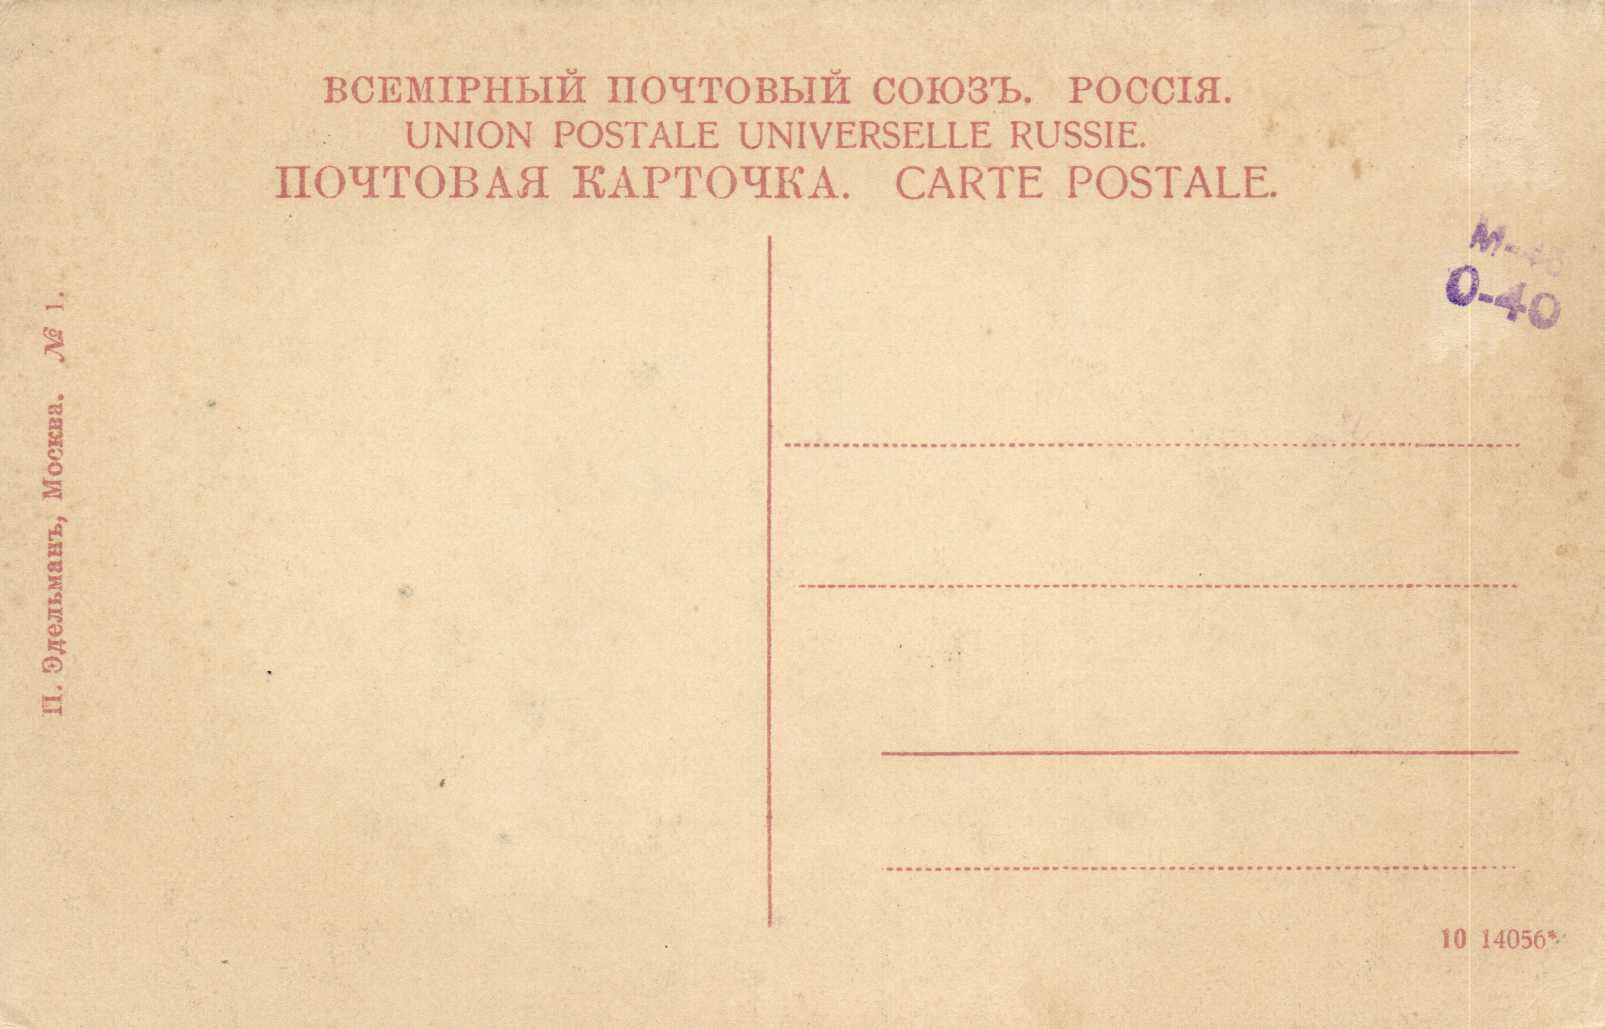 ВСЕМІРНЫЙ ПОЧТОВЫЙ СОЮЗЪ. РОССІЯ.
UNION POSTALE UNIVERSELLE RUSSIE.
ПОЧТОВАЯ КАРТОЧКА. CARTE POSTALE.
О-40
П. Эдельманъ, Москва. № 1.
10 14056*